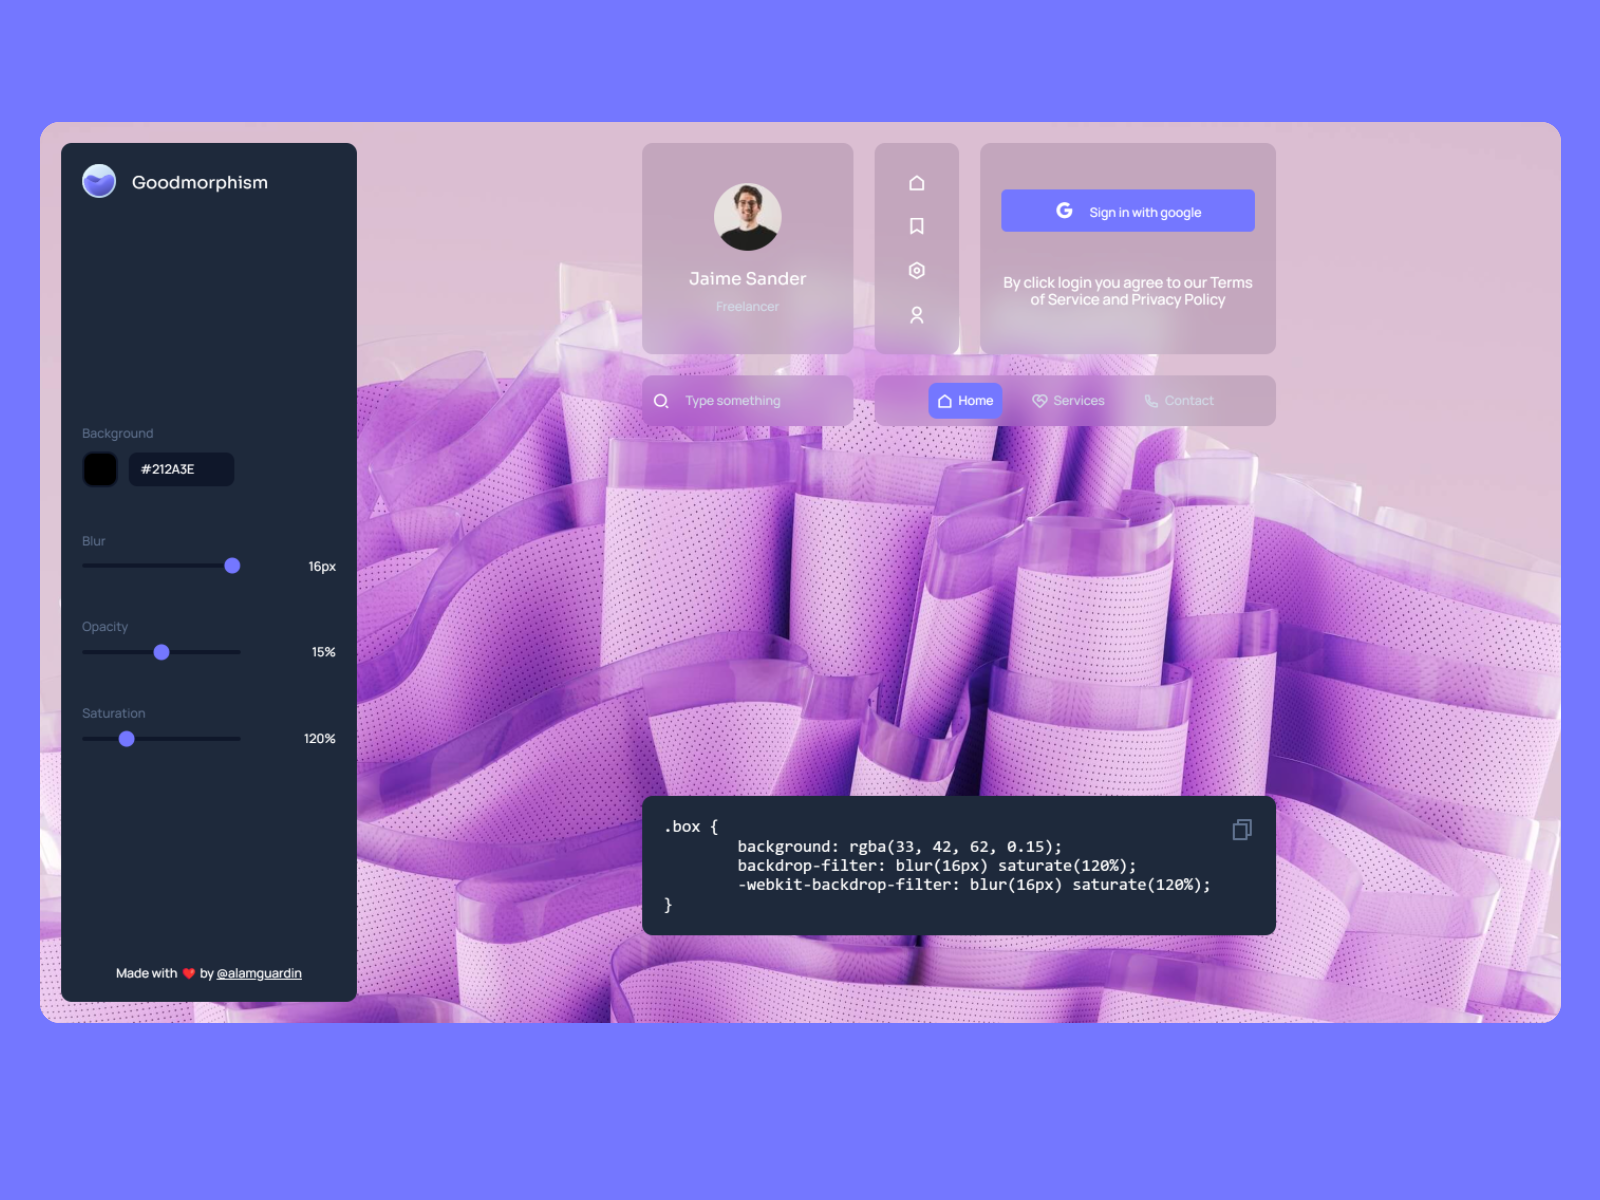 Goodmorphism
Background
#212A3E
Blur
16px
Opacity
15%
Saturation
120%
Made with ❤️ by @alamguardin
Jaime Sander
Freelancer
Sign in with google
By click login you agree to our Terms
of Service and Privacy Policy
Type something
Home
Services
Contact
.box {
background: rgba(33, 42, 62, 0.15);
backdrop-filter: blur(16px) saturate(120%);
-webkit-backdrop-filter: blur(16px) saturate(120%);
}